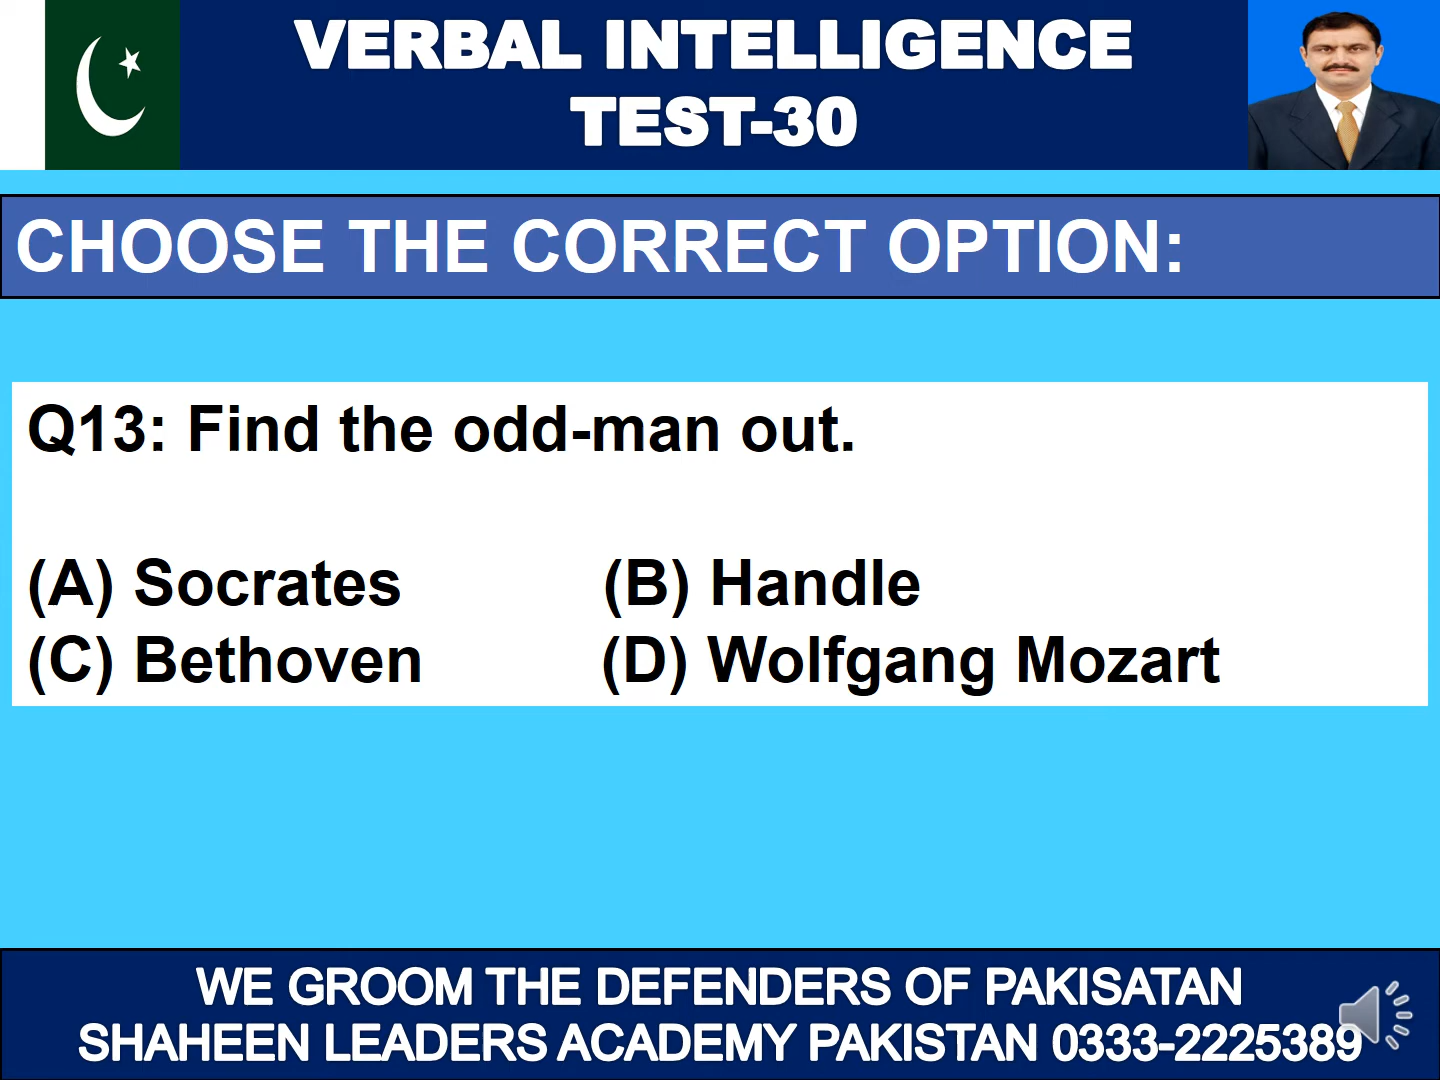 VERBAL INTELLIGENCE
TEST-30
CHOOSE THE CORRECT OPTION:
Q13: Find the odd-man out.
(A) Socrates (B) Handle
(C) Bethoven (D) Wolfgang Mozart
WE GROOM THE DEFENDERS OF PAKISATAN
SHAHEEN LEADERS ACADEMY PAKISTAN 0333-2225389